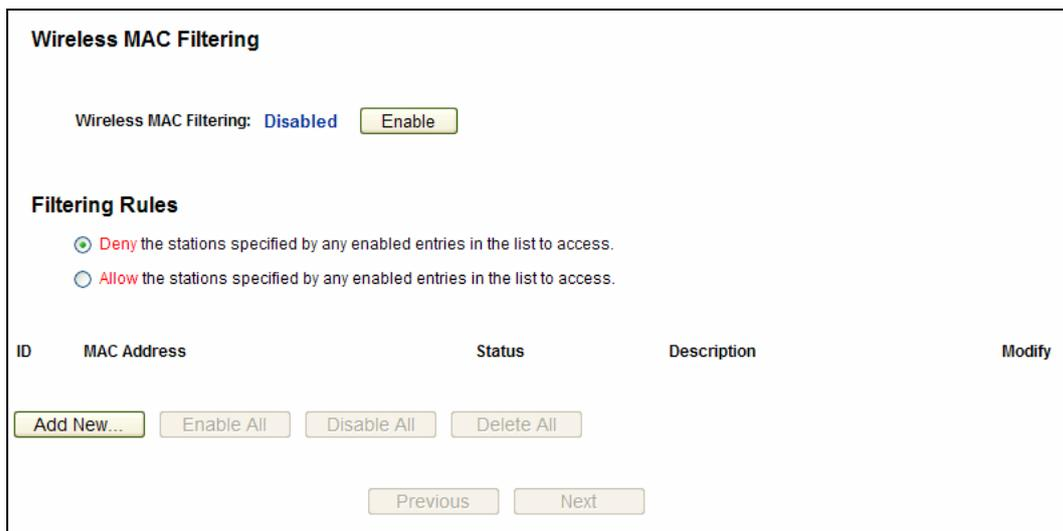 Wireless MAC Filtering
Wireless MAC Filtering: Disabled Enable
Filtering Rules
Deny the stations specified by any enabled entries in the list to access.
Allow the stations specified by any enabled entries in the list to access.
ID MAC Address Status Description Modify
Add New... Enable All Disable All Delete All
Previous Next